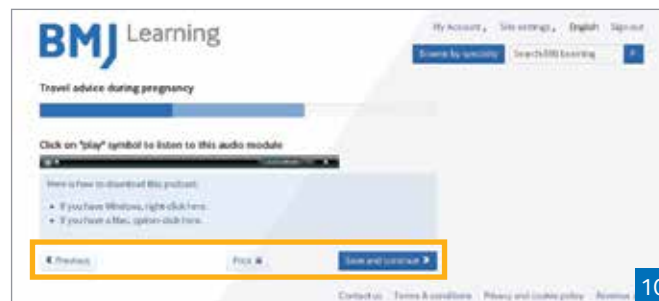 BMJ Learning
My Account, Site settings, English Sign out
Browse by specialty Search BMJ Learning
Travel advice during pregnancy
Click on "play" symbol to listen to this audio module
Here is how to download this podcast:
• If you have Windows, right-click here.
• If you have a Mac, option-click here.
Previous Print Save and continue
Contact us Terms & conditions Privacy and cookie policy
10